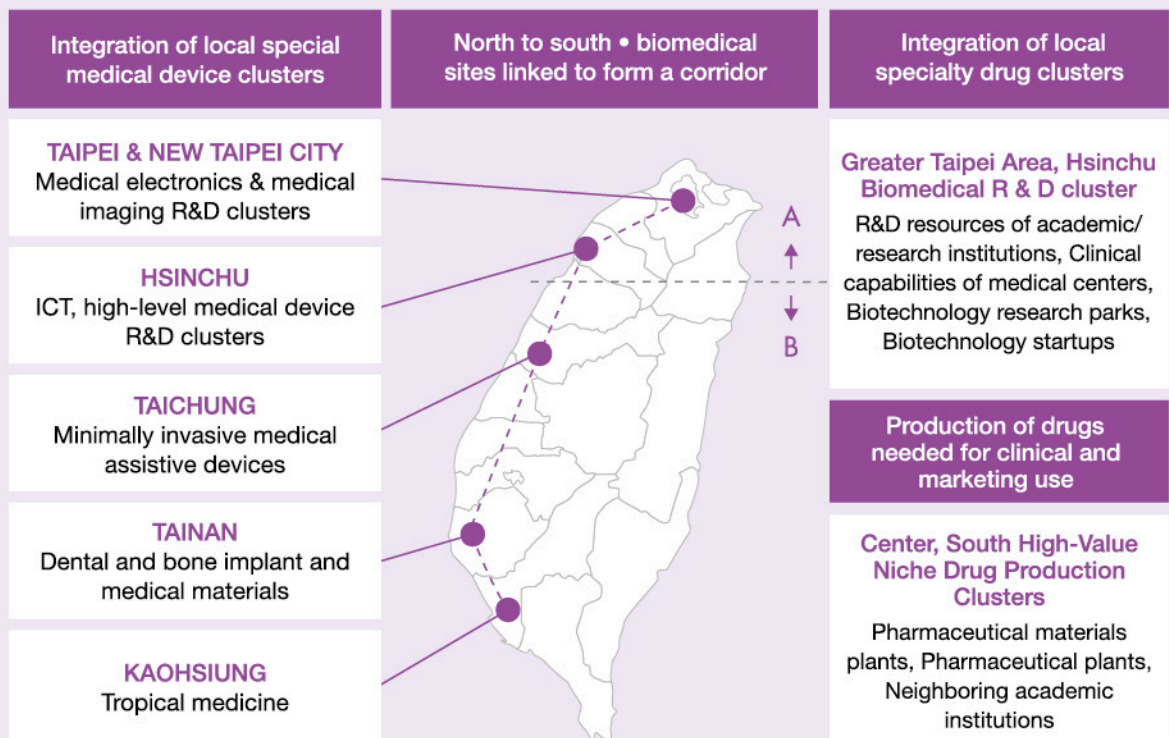 Integration of local special
medical device clusters
TAIPEI & NEW TAIPEI CITY
Medical electronics & medical
imaging R&D clusters
HSINCHU
ICT, high-level medical device
R&D clusters
TAICHUNG
Minimally invasive medical
assistive devices
TAINAN
Dental and bone implant and
medical materials
KAOHSIUNG
Tropical medicine
North to south • biomedical
sites linked to form a corridor
A
B
Integration of local
specialty drug clusters
Greater Taipei Area, Hsinchu
Biomedical R & D cluster
R&D resources of academic/
research institutions, Clinical
capabilities of medical centers,
Biotechnology research parks,
Biotechnology startups
Production of drugs
needed for clinical and
marketing use
Center, South High-Value
Niche Drug Production
Clusters
Pharmaceutical materials
plants, Pharmaceutical plants,
Neighboring academic
institutions